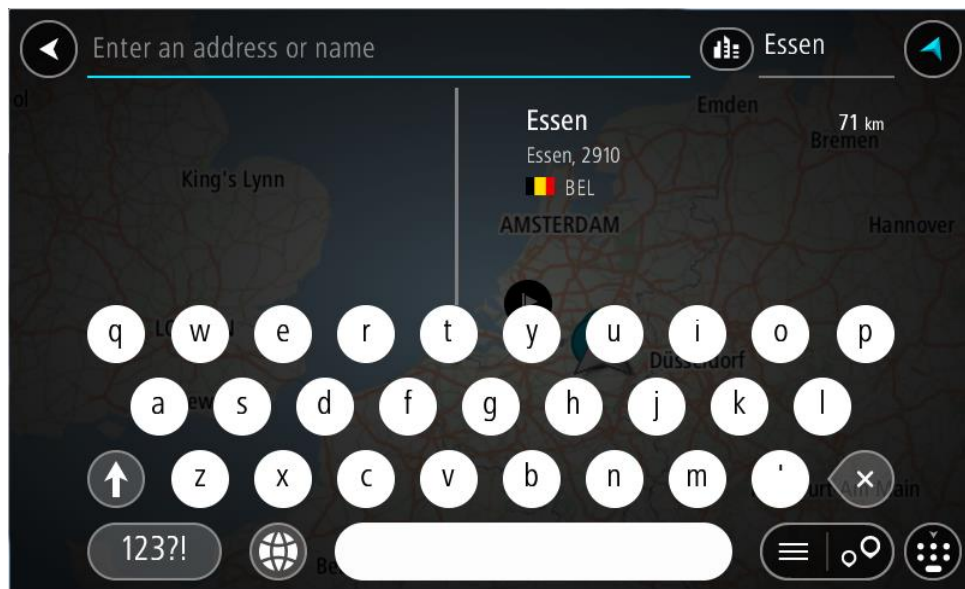 Enter an address or name
Essen
Essen
71 km
Essen, 2910
BEL
Emden
Bremen
King's Lynn
AMSTERDAM
Hannover
q w e r t y u i o p
Düsseldorf
a s d f g h j k l
z x c v b n m '
123?!